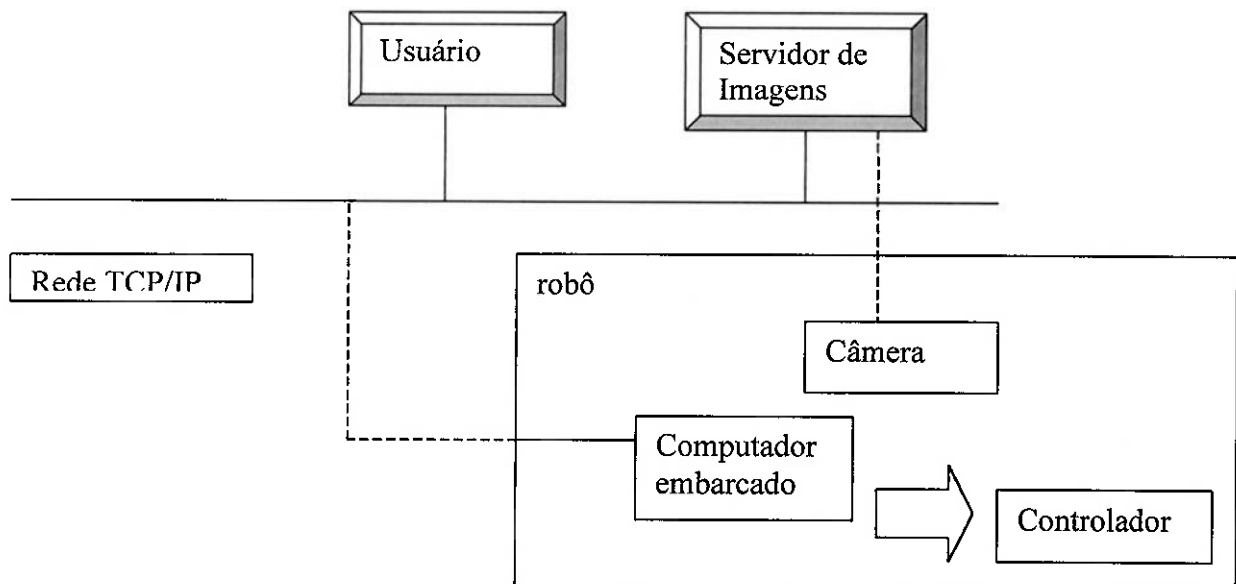 Usuário
Servidor de
Imagens
Rede TCP/IP
robô
Câmera
Computador
embarcado
Controlador